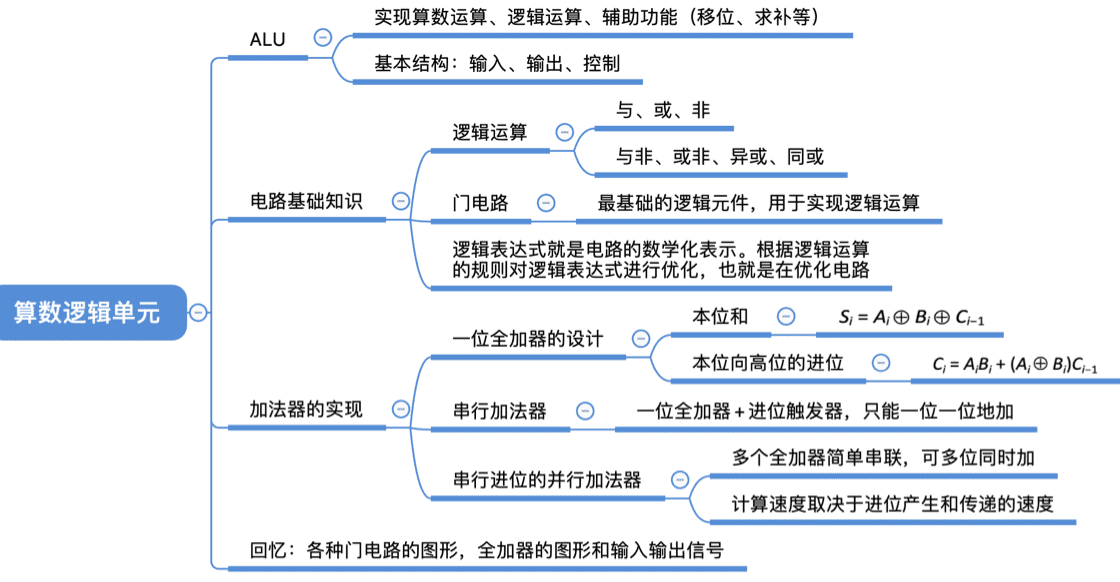 算数逻辑单元
ALU
实现算数运算、逻辑运算、辅助功能（移位、求补等）
基本结构：输入、输出、控制
电路基础知识
逻辑运算
与、或、非
与非、或非、异或、同或
门电路
最基础的逻辑元件，用于实现逻辑运算
逻辑表达式就是电路的数学化表示。根据逻辑运算
的规则对逻辑表达式进行优化，也就是在优化电路
加法器的实现
一位全加器的设计
本位和
Sᵢ = Aᵢ ⊕ Bᵢ ⊕ Cᵢ₋₁
本位向高位的进位
Cᵢ = AᵢBᵢ + (Aᵢ ⊕ Bᵢ)Cᵢ₋₁
串行加法器
一位全加器 + 进位触发器，只能一位一位地加
串行进位的并行加法器
多个全加器简单串联，可多位同时加
计算速度取决于进位产生和传递的速度
回忆：各种门电路的图形，全加器的图形和输入输出信号